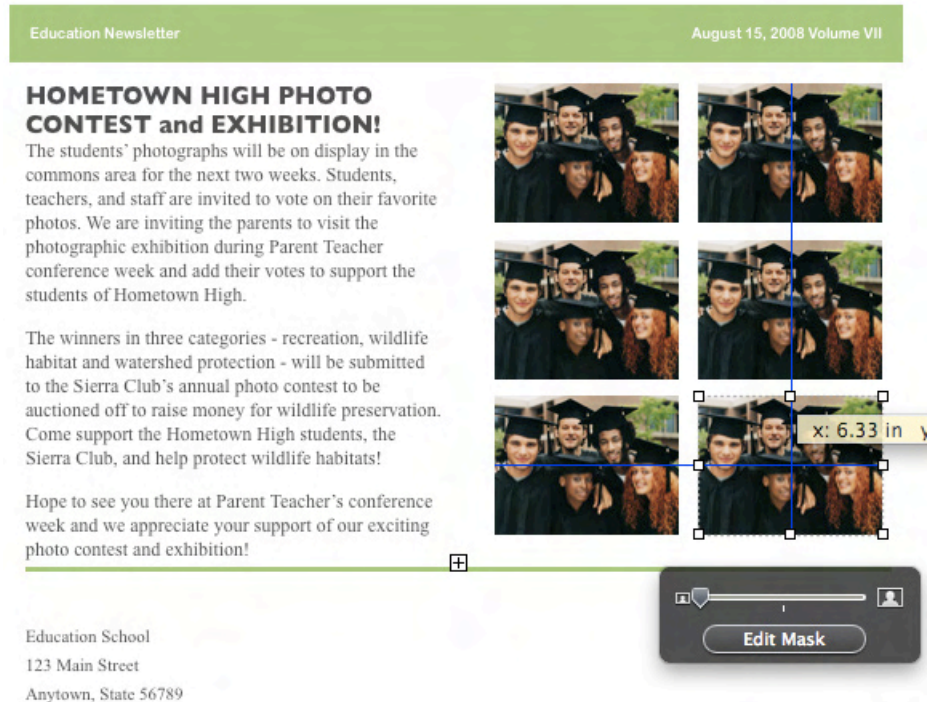 Education Newsletter
August 15, 2008 Volume VII
HOMETOWN HIGH PHOTO
CONTEST and EXHIBITION!
The students’ photographs will be on display in the
commons area for the next two weeks. Students,
teachers, and staff are invited to vote on their favorite
photos. We are inviting the parents to visit the
photographic exhibition during Parent Teacher
conference week and add their votes to support the
students of Hometown High.
The winners in three categories - recreation, wildlife
habitat and watershed protection - will be submitted
to the Sierra Club’s annual photo contest to be
auctioned off to raise money for wildlife preservation.
Come support the Hometown High students, the
Sierra Club, and help protect wildlife habitats!
Hope to see you there at Parent Teacher’s conference
week and we appreciate your support of our exciting
photo contest and exhibition!
x: 6.33 in y
Edit Mask
Education School
123 Main Street
Anytown, State 56789